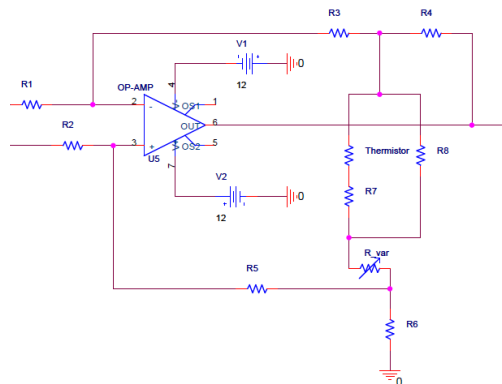 R3
R4
V1
0
R1
OP-AMP
4
12
2
-
OS1
1
R2
OUT
6
3
+
OS2
5
U5
7
V2
Thermistor
R8
0
12
R7
R_var
R5
R6
0